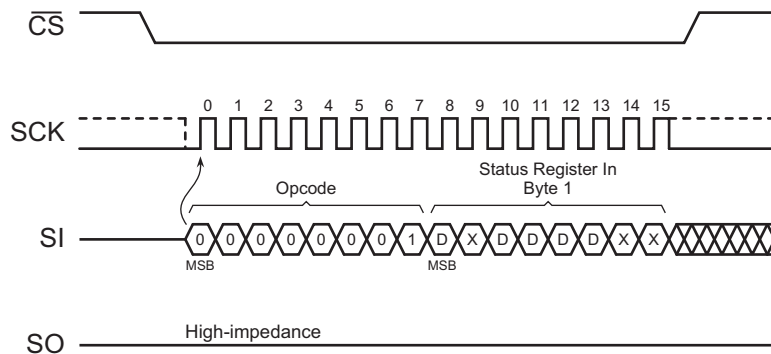 CS
0 1 2 3 4 5 6 7 8 9 10 11 12 13 14 15
SCK
Status Register In
Opcode
Byte 1
SI
0 0 0 0 0 0 0 1 D X D D D D X X
MSB MSB
High-impedance
SO